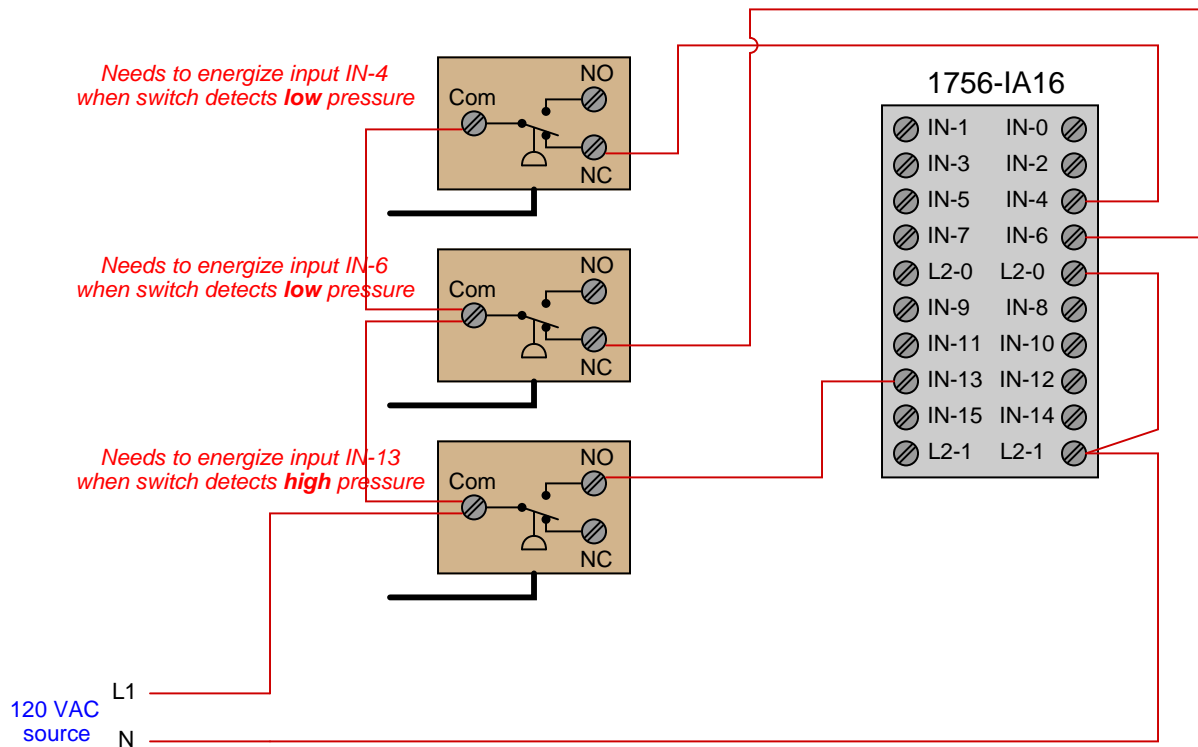 Needs to energize input IN-4
when switch detects low pressure
Com
NO
NC
Needs to energize input IN-6
when switch detects low pressure
Com
NO
NC
Needs to energize input IN-13
when switch detects high pressure
Com
NO
NC
1756-IA16
IN-1 IN-0
IN-3 IN-2
IN-5 IN-4
IN-7 IN-6
L2-0 L2-0
IN-9 IN-8
IN-11 IN-10
IN-13 IN-12
IN-15 IN-14
L2-1 L2-1
120 VAC
source
L1
N